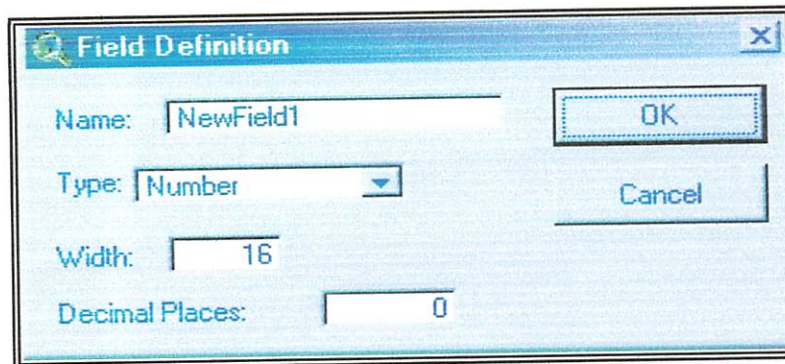 Field Definition
Name: NewField1
OK
Type: Number
Cancel
Width: 16
Decimal Places: 0